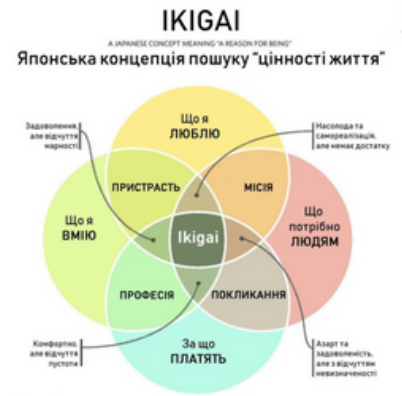 IKIGAI
A JAPANESE CONCEPT MEANING "A REASON FOR BEING"
Японська концепція пошуку "цінності життя"
Що я
ЛЮБЛЮ
Задоволення,
але відчуття
марності
Насолода та
самореалізація,
але немає достатку
ПРИСТРАСТЬ
МІСІЯ
Що я
ВМІЮ
Ikigai
Що
потрібно
ЛЮДЯМ
ПРОФЕСІЯ
ПОКЛИКАННЯ
За що
ПЛАТЯТЬ
Комфортно,
але відчуття
пустоти
Азарт та
задоволеність,
але з відчуттям
невизначеності